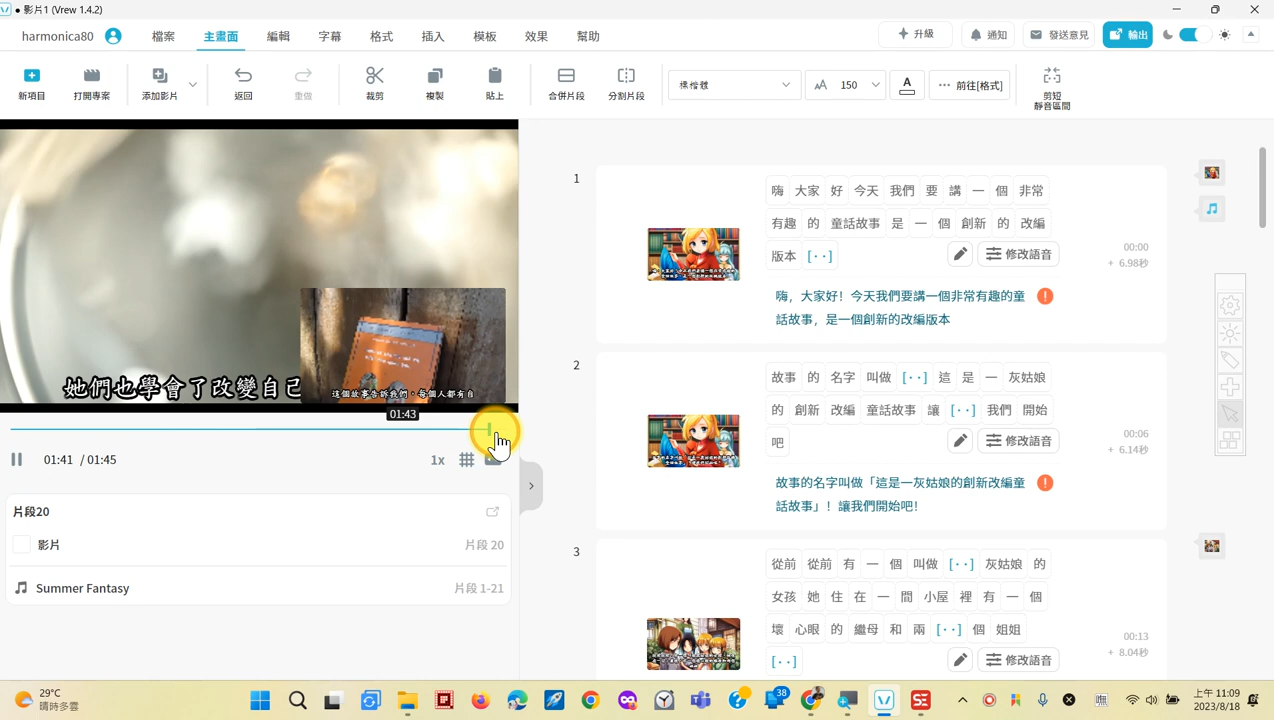 影片1 (Vrew 1.4.2)
harmonica80
檔案
主畫面
編輯
字幕
格式
插入
模板
效果
幫助
升級
通知
發送意見
輸出
新項目
打開專案
添加影片
返回
重做
裁剪
複製
貼上
合併片段
分割片段
標楷體
150
A
前往[格式]
剪短
靜音區間
她們也學會了改變自己
這個故事告訴我們，每個人都有自
01:43
01:41 / 01:45
1x
片段20
影片
片段 20
Summer Fantasy
片段 1-21
1
嗨 大家 好 今天 我們 要 講 一 個 非常
有趣 的 童話故事 是 一 個 創新 的 改編
版本 [··]
修改語音
00:00
+ 6.98秒
嗨，大家好！今天我們要講一個非常有趣的童
話故事，是一個創新的改編版本
2
故事 的 名字 叫做 [··] 這 是 一 灰姑娘
的 創新 改編 童話故事 讓 [··] 我們 開始
吧
修改語音
00:06
+ 6.14秒
故事的名字叫做「這是一灰姑娘的創新改編童
話故事」！讓我們開始吧！
3
從前 從前 有 一 個 叫做 [··] 灰姑娘 的
女孩 她 住 在 一 間 小屋 裡 有 一 個
壞 心眼 的 繼母 和 兩 [··] 個 姐姐
[··]
修改語音
00:13
+ 8.04秒
29°C
晴時多雲
38
上午 11:09
2023/8/18